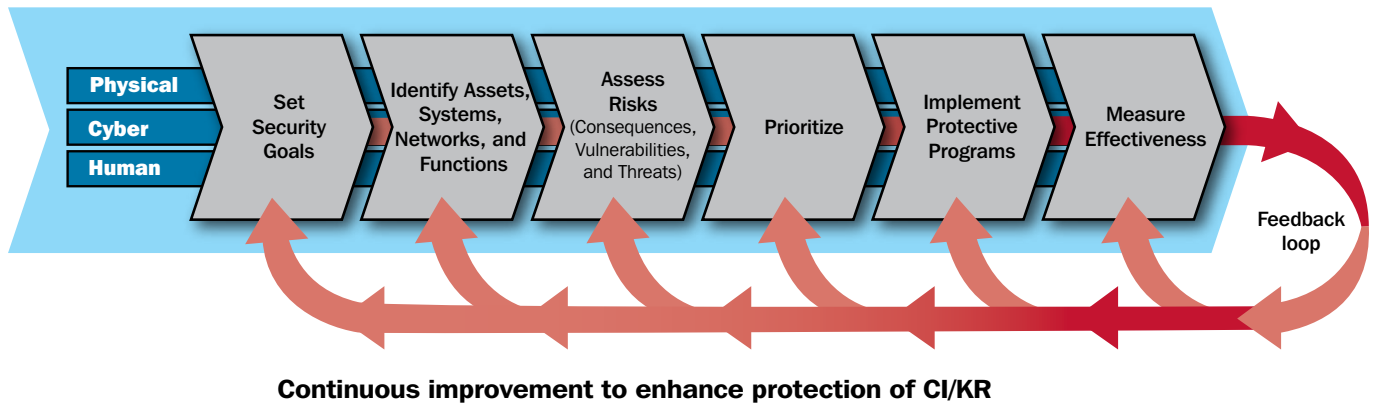 Physical
Cyber
Human
Set
Security
Goals
Identify Assets,
Systems,
Networks, and
Functions
Assess
Risks
(Consequences,
Vulnerabilities,
and Threats)
Prioritize
Implement
Protective
Programs
Measure
Effectiveness
Feedback
loop
Continuous improvement to enhance protection of CI/KR